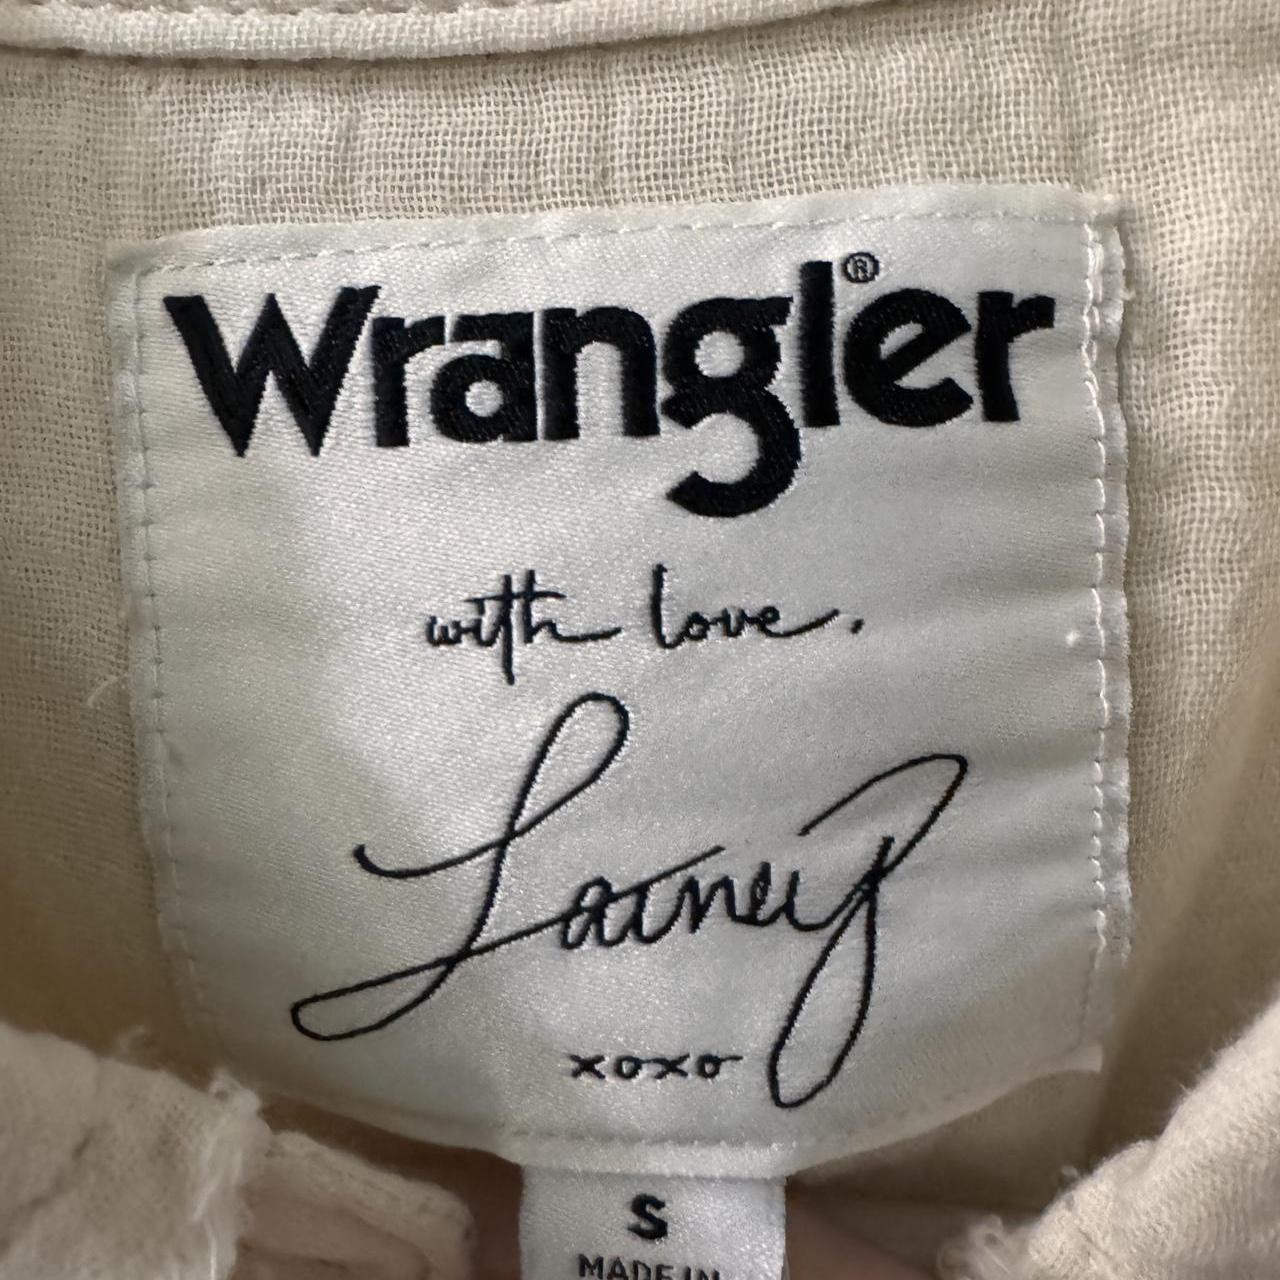 Wrangler®
with love,
Lainey
xoxo
S
MADE IN